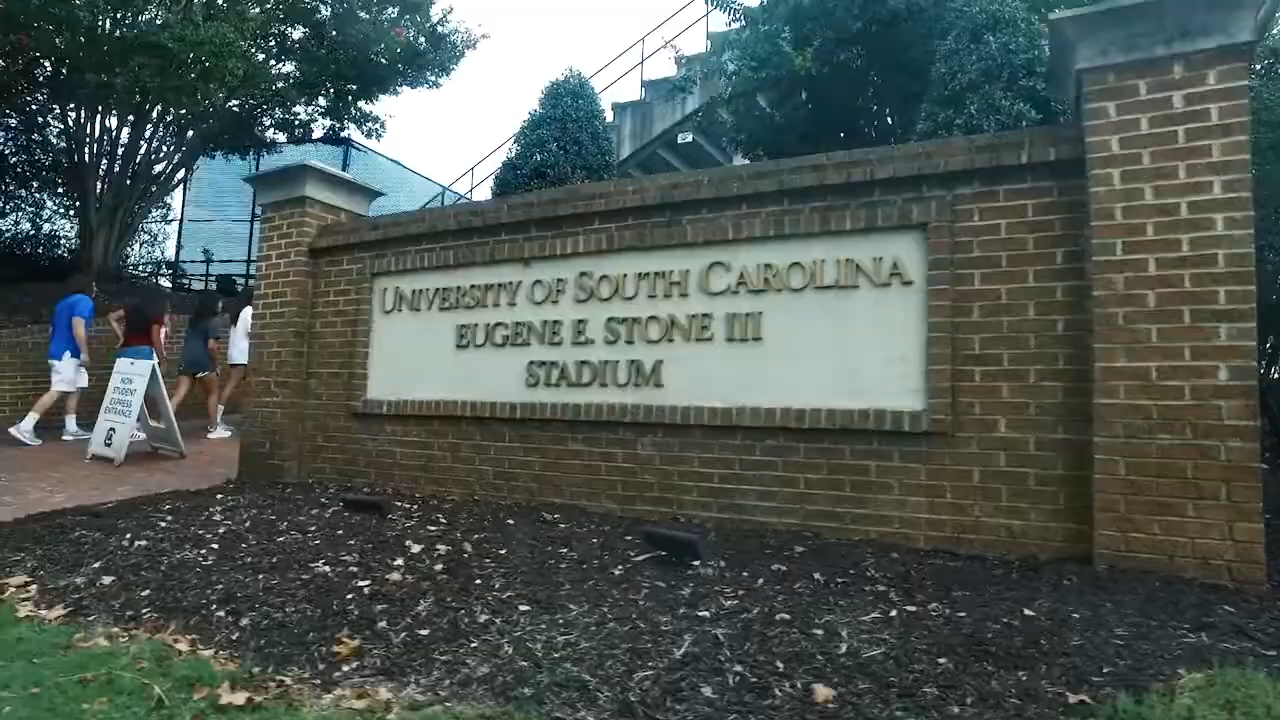 UNIVERSITY OF SOUTH CAROLINA
EUGENE E. STONE III
STADIUM
NON-
STUDENT
EXPRESS
ENTRANCE
C